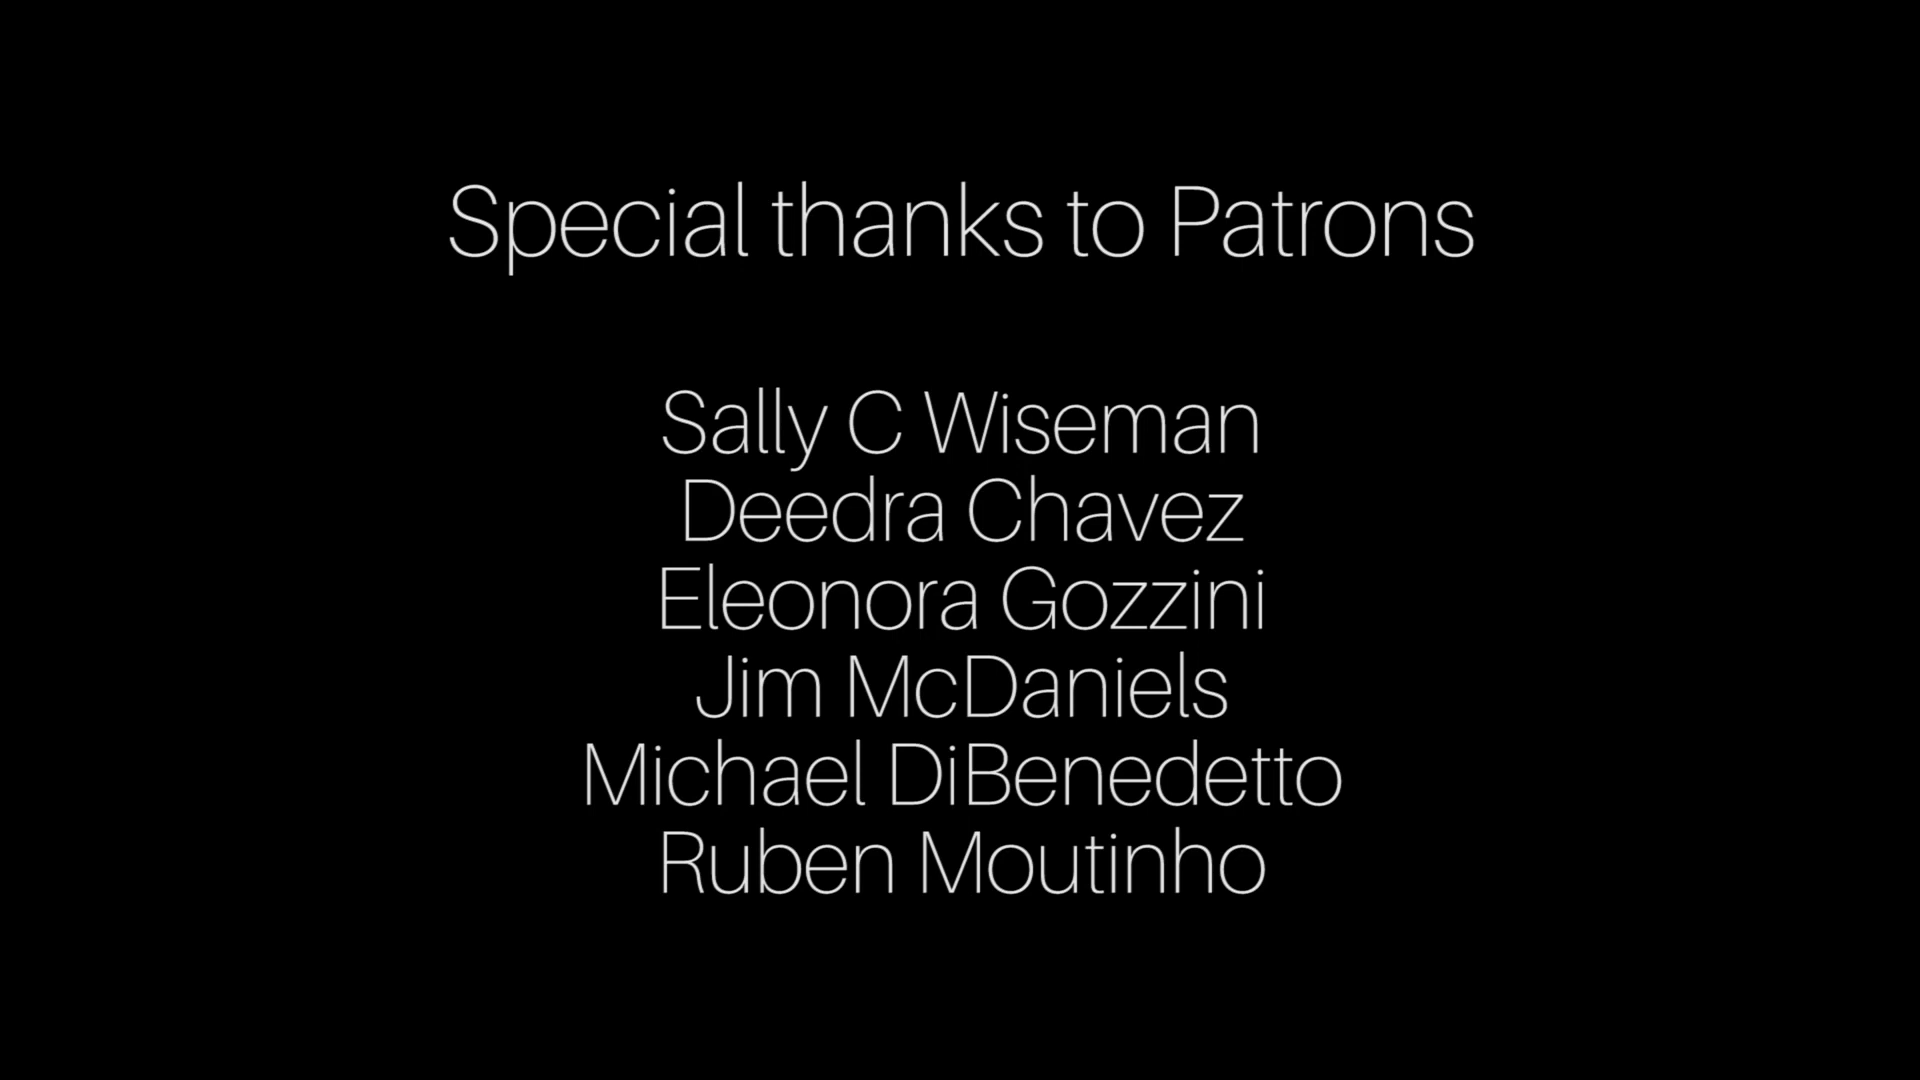 Special thanks to Patrons
Sally C Wiseman
Deedra Chavez
Eleonora Gozzini
Jim McDaniels
Michael DiBenedetto
Ruben Moutinho